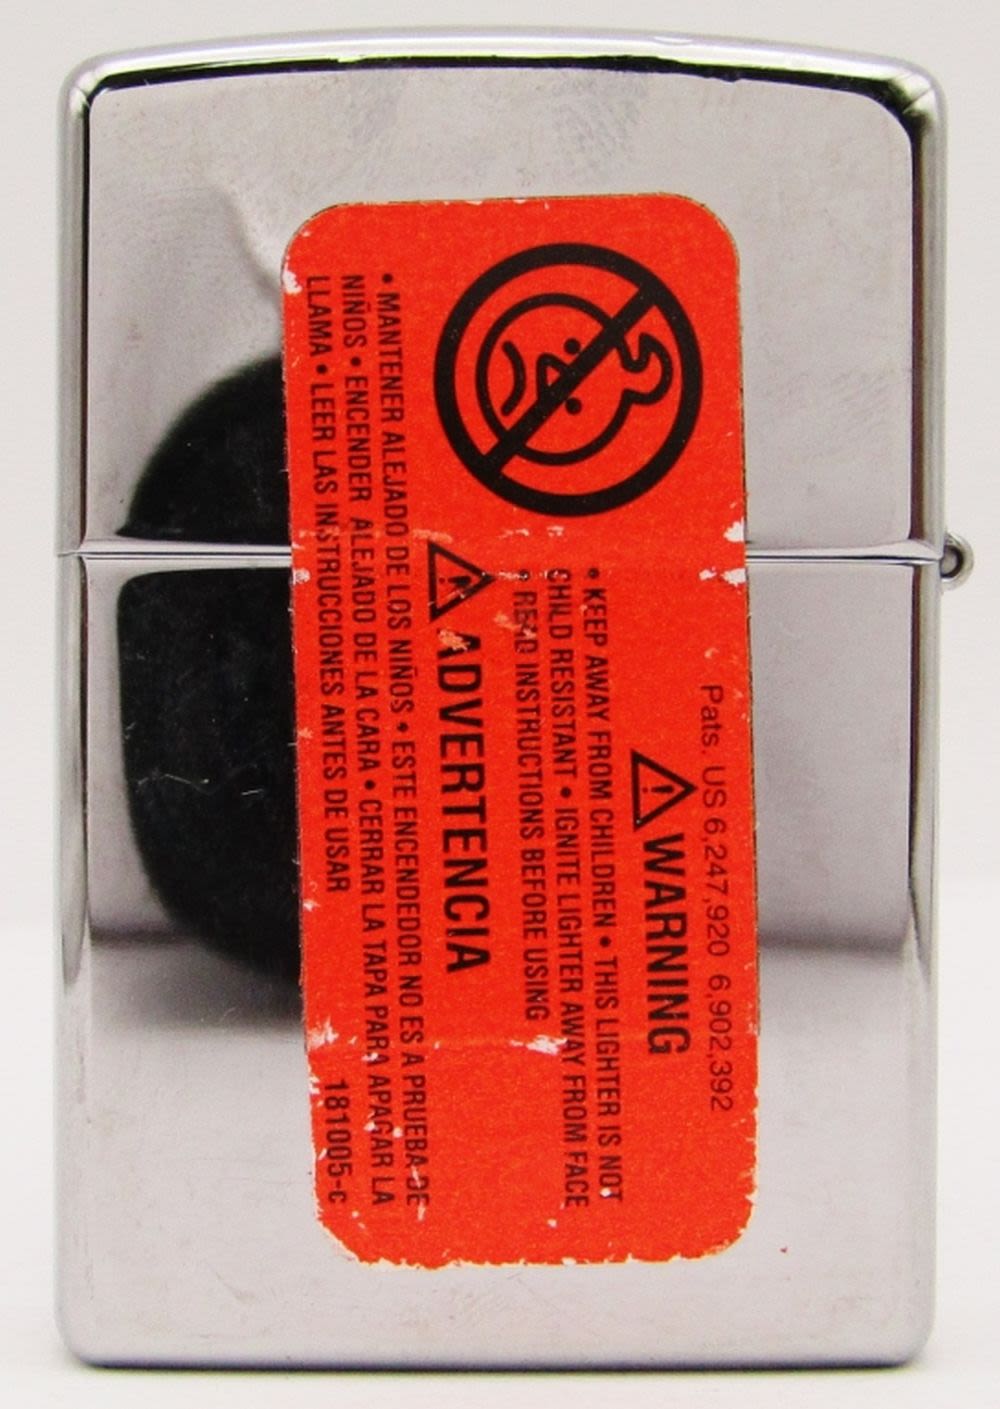 Pats. US 6,247,920 6,902,392
WARNING
• KEEP AWAY FROM CHILDREN • THIS LIGHTER IS NOT
CHILD RESISTANT • IGNITE LIGHTER AWAY FROM FACE
• READ INSTRUCTIONS BEFORE USING
ADVERTENCIA
• MANTENER ALEJADO DE LOS NIÑOS • ESTE ENCENDEDOR NO ES A PRUEBA DE
NIÑOS • ENCENDER ALEJADO DE LA CARA • CERRAR LA TAPA PARA APAGAR LA
LLAMA • LEER LAS INSTRUCCIONES ANTES DE USAR
181005-c